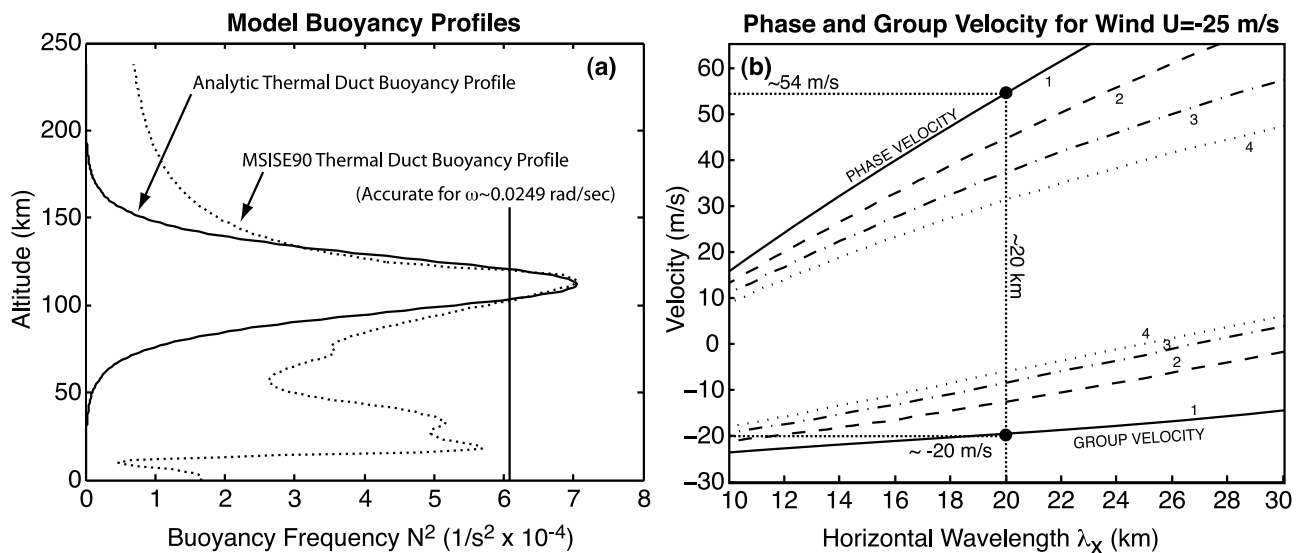 Model Buoyancy Profiles
(a)
Analytic Thermal Duct Buoyancy Profile
MSISE90 Thermal Duct Buoyancy Profile
(Accurate for ω~0.0249 rad/sec)
Altitude (km)
250
200
150
100
50
0
0 1 2 3 4 5 6 7 8
Buoyancy Frequency N² (1/s² x 10⁻⁴)
Phase and Group Velocity for Wind U=-25 m/s
(b)
~54 m/s
1
2
3
4
PHASE VELOCITY
~20 km
4
3
2
1
GROUP VELOCITY
~ -20 m/s
Velocity (m/s)
60
50
40
30
20
10
0
−10
−20
−30
10 12 14 16 18 20 22 24 26 28 30
Horizontal Wavelength λx (km)